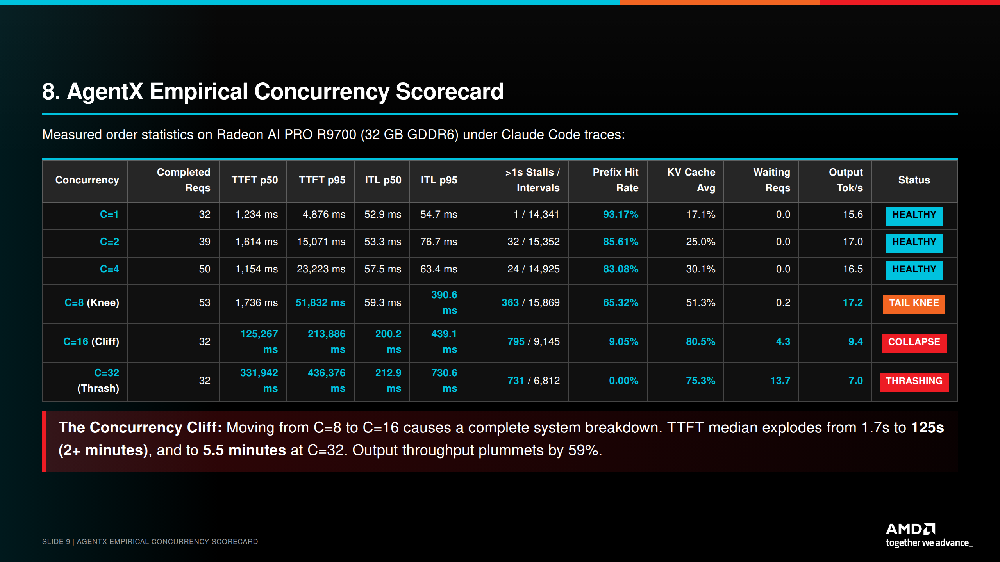 8. AgentX Empirical Concurrency Scorecard
Measured order statistics on Radeon AI PRO R9700 (32 GB GDDR6) under Claude Code traces:
Concurrency Completed Reqs TTFT p50 TTFT p95 ITL p50 ITL p95 >1s Stalls / Intervals Prefix Hit Rate KV Cache Avg Waiting Reqs Output Tok/s Status
C=1 32 1,234 ms 4,876 ms 52.9 ms 54.7 ms 1 / 14,341 93.17% 17.1% 0.0 15.6 HEALTHY
C=2 39 1,614 ms 15,071 ms 53.3 ms 76.7 ms 32 / 15,352 85.61% 25.0% 0.0 17.0 HEALTHY
C=4 50 1,154 ms 23,223 ms 57.5 ms 63.4 ms 24 / 14,925 83.08% 30.1% 0.0 16.5 HEALTHY
C=8 (Knee) 53 1,736 ms 51,832 ms 59.3 ms 390.6 ms 363 / 15,869 65.32% 51.3% 0.2 17.2 TAIL KNEE
C=16 (Cliff) 32 125,267 ms 213,886 ms 200.2 ms 439.1 ms 795 / 9,145 9.05% 80.5% 4.3 9.4 COLLAPSE
C=32 (Thrash) 32 331,942 ms 436,376 ms 212.9 ms 730.6 ms 731 / 6,812 0.00% 75.3% 13.7 7.0 THRASHING
The Concurrency Cliff: Moving from C=8 to C=16 causes a complete system breakdown. TTFT median explodes from 1.7s to 125s
(2+ minutes), and to 5.5 minutes at C=32. Output throughput plummets by 59%.
SLIDE 9 | AGENTX EMPIRICAL CONCURRENCY SCORECARD
AMD
together we advance_